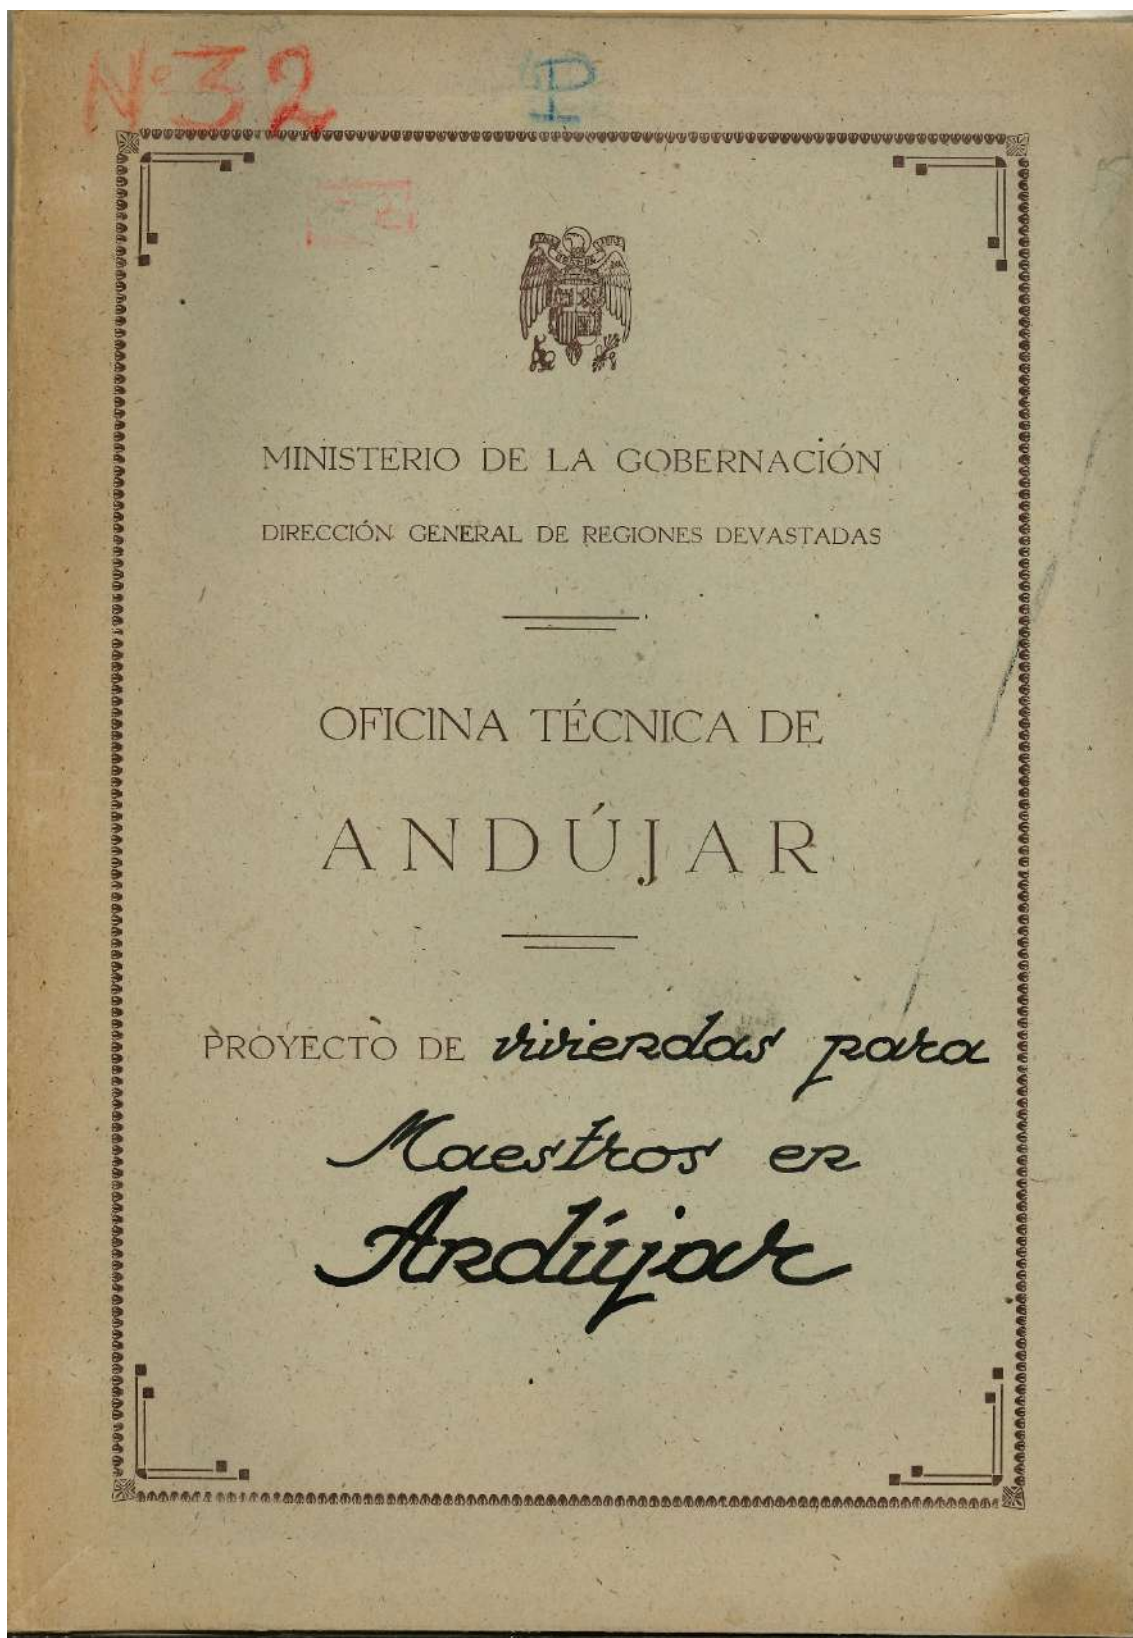 Nº 32
P
MINISTERIO DE LA GOBERNACIÓN
DIRECCIÓN GENERAL DE REGIONES DEVASTADAS
OFICINA TÉCNICA DE
ANDÚJAR
PROYECTO DE viviendas para
Maestros en
Andújar